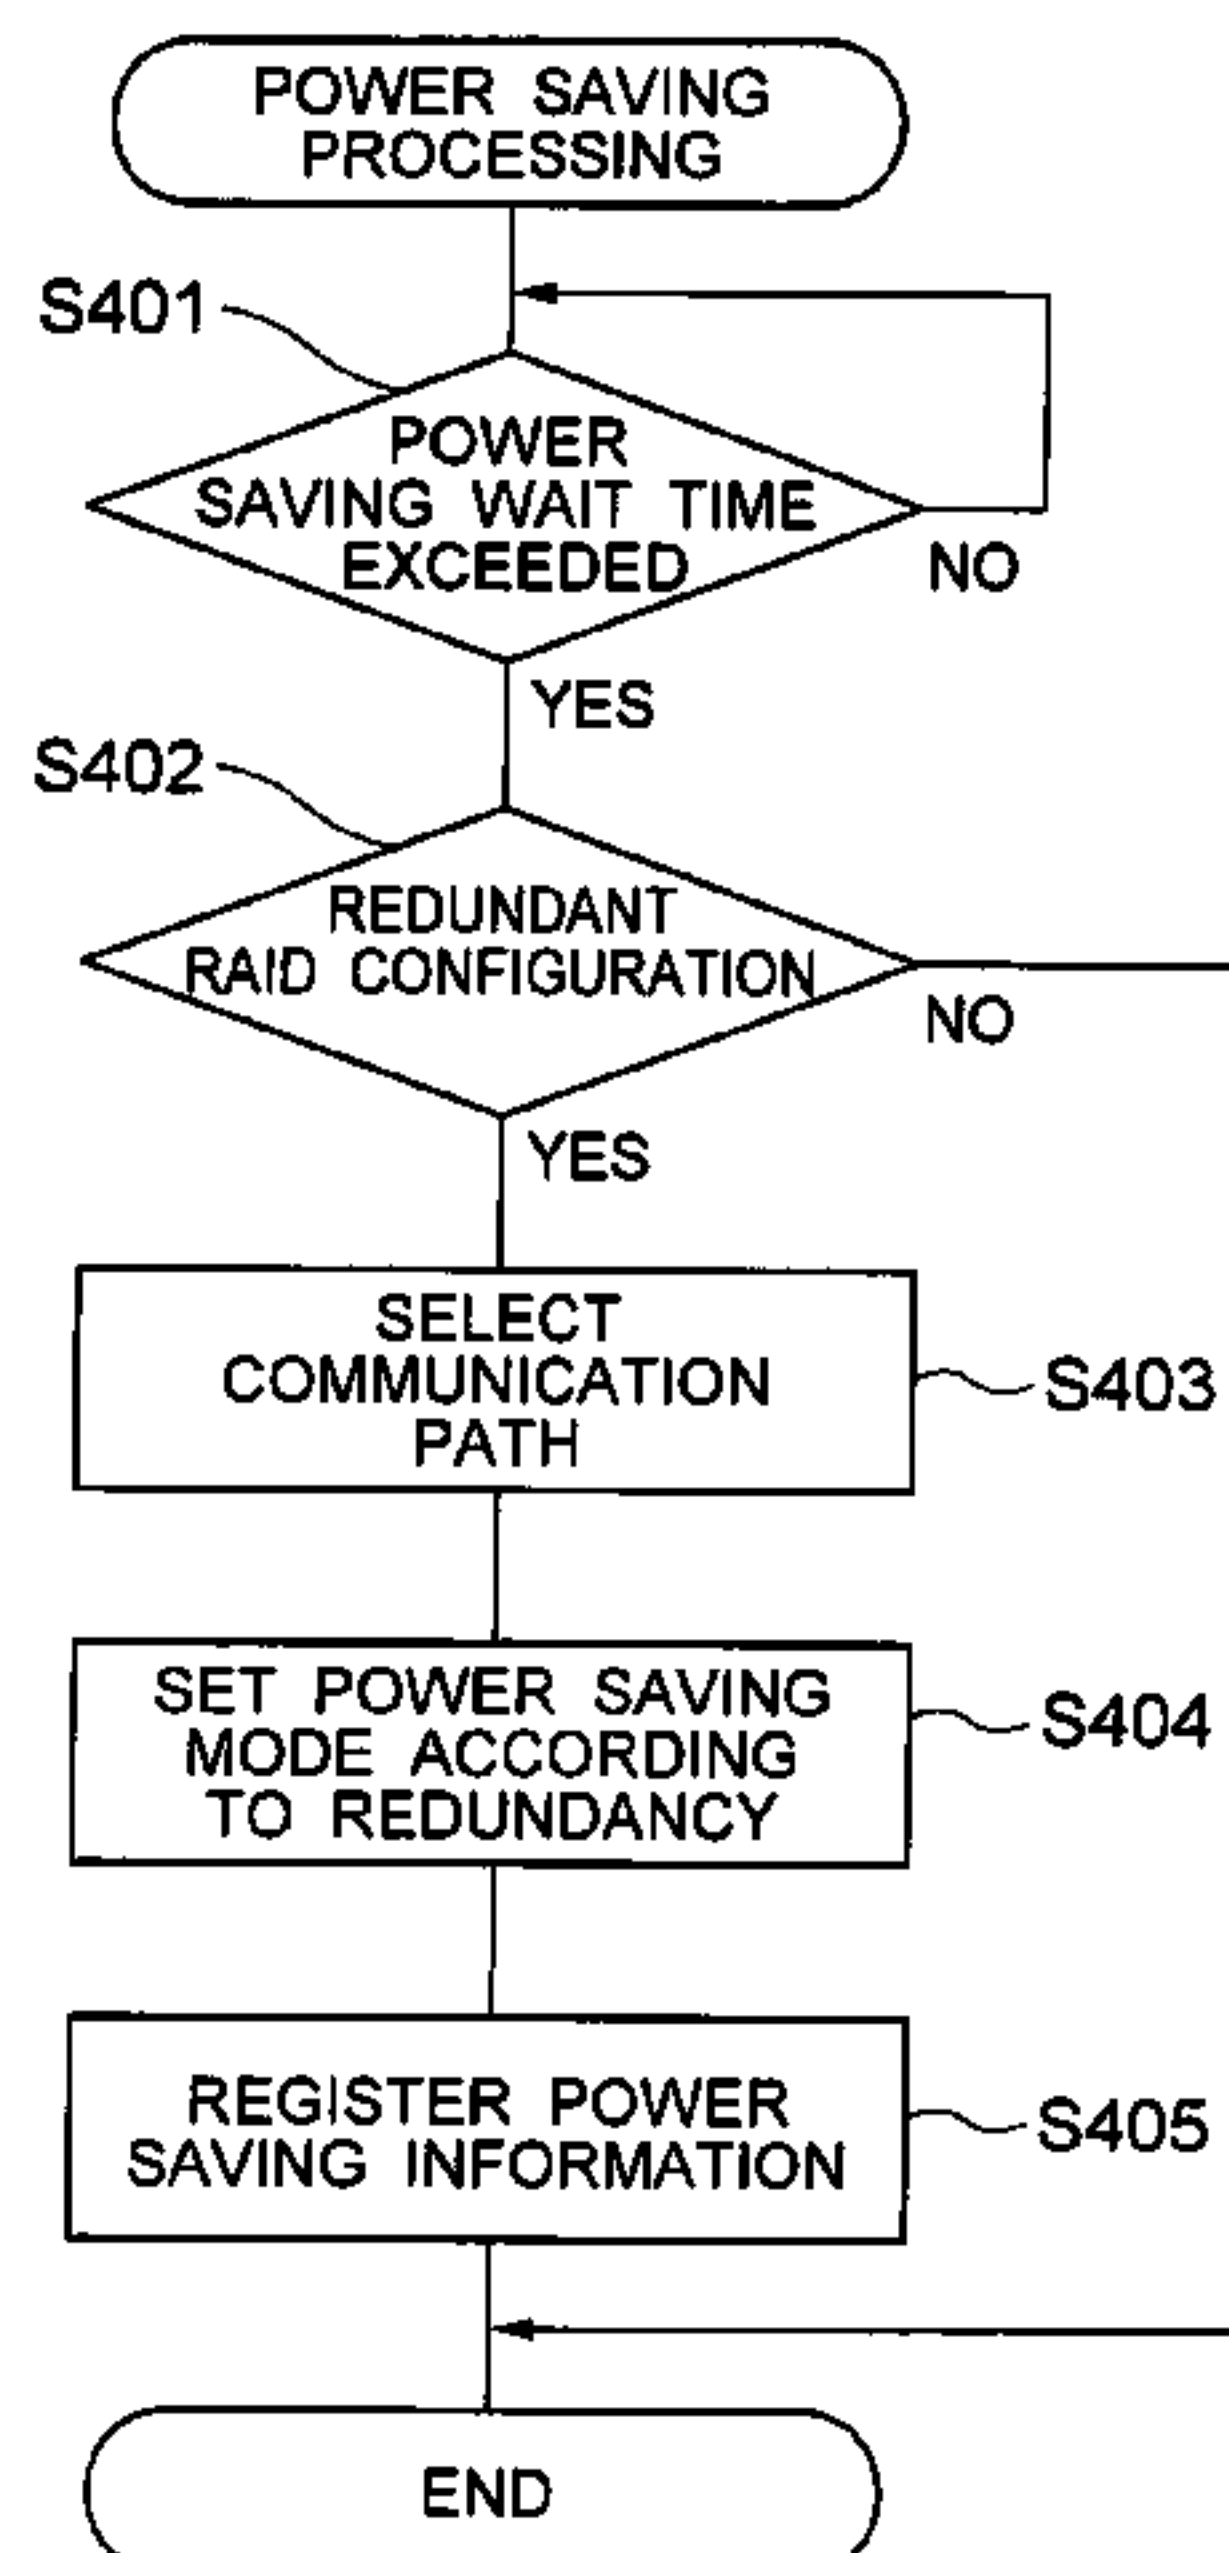 POWER SAVING
PROCESSING
S401
POWER
SAVING WAIT TIME
EXCEEDED
NO
YES
S402
REDUNDANT
RAID CONFIGURATION
NO
YES
SELECT
COMMUNICATION
PATH
S403
SET POWER SAVING
MODE ACCORDING
TO REDUNDANCY
S404
REGISTER POWER
SAVING INFORMATION
S405
END